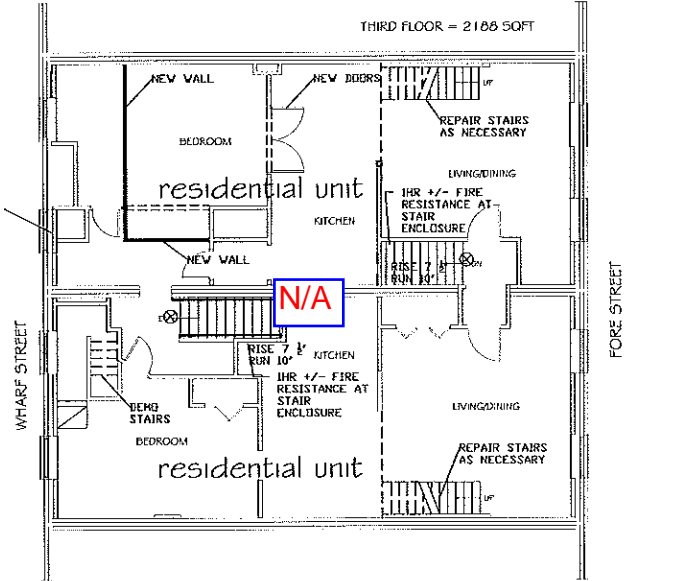 THIRD FLOOR = 2188 SQFT
NEW WALL
NEW DOORS
UP
REPAIR STAIRS
AS NECESSARY
BEDROOM
LIVING/DINING
residential unit
1HR +/- FIRE
RESISTANCE AT
STAIR
ENCLOSURE
KITCHEN
NEW WALL
RISE 7 ½"
RUN 10"
N/A
WHARF STREET
FORE STREET
RISE 7 ½"
RUN 10"
KITCHEN
1HR +/- FIRE
RESISTANCE AT
STAIR
ENCLOSURE
DEMO
STAIRS
BEDROOM
LIVING/DINING
REPAIR STAIRS
AS NECESSARY
residential unit
UP